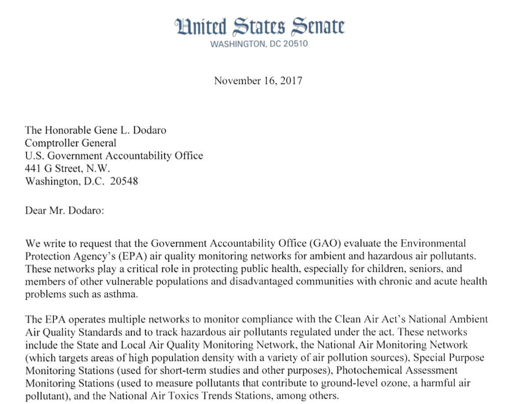 United States Senate
WASHINGTON, DC 20510
November 16, 2017
The Honorable Gene L. Dodaro
Comptroller General
U.S. Government Accountability Office
441 G Street, N.W.
Washington, D.C. 20548
Dear Mr. Dodaro:
We write to request that the Government Accountability Office (GAO) evaluate the Environmental
Protection Agency's (EPA) air quality monitoring networks for ambient and hazardous air pollutants.
These networks play a critical role in protecting public health, especially for children, seniors, and
members of other vulnerable populations and disadvantaged communities with chronic and acute health
problems such as asthma.
The EPA operates multiple networks to monitor compliance with the Clean Air Act's National Ambient
Air Quality Standards and to track hazardous air pollutants regulated under the act. These networks
include the State and Local Air Quality Monitoring Network, the National Air Monitoring Network
(which targets areas of high population density with a variety of air pollution sources), Special Purpose
Monitoring Stations (used for short-term studies and other purposes), Photochemical Assessment
Monitoring Stations (used to measure pollutants that contribute to ground-level ozone, a harmful air
pollutant), and the National Air Toxics Trends Stations, among others.